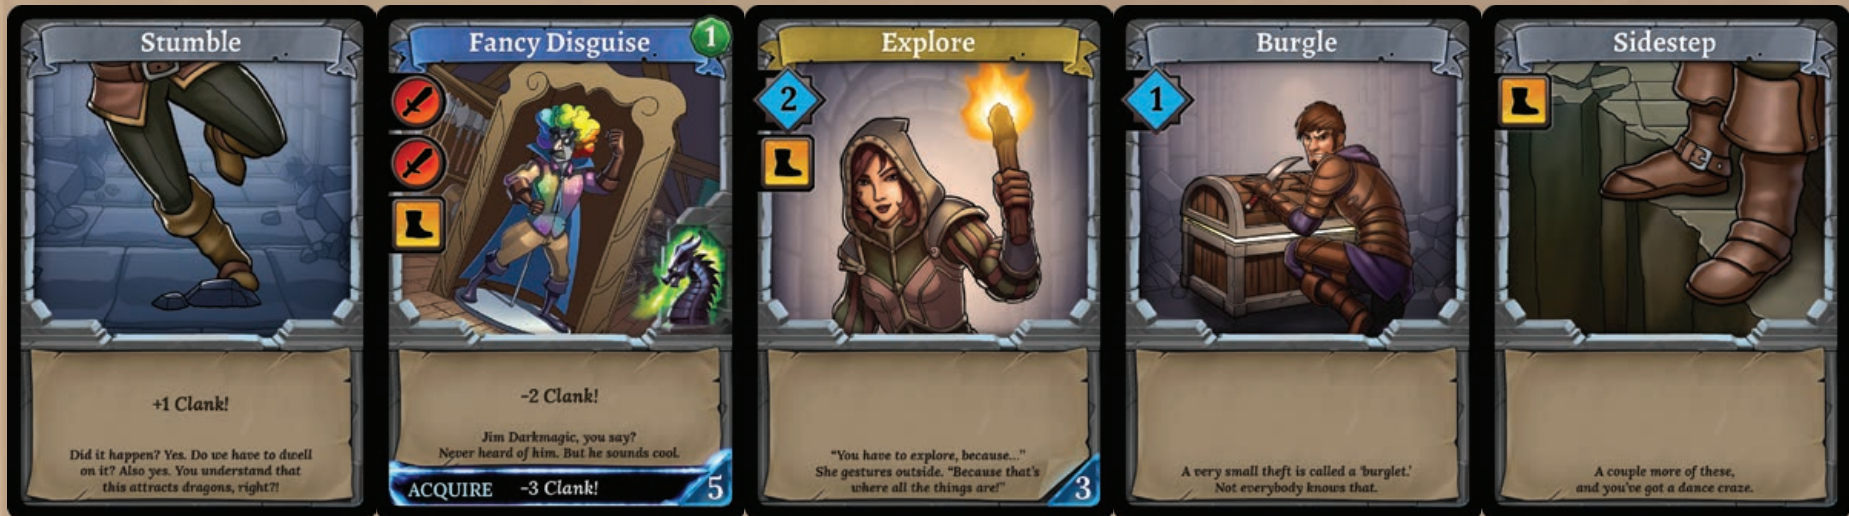 Stumble
+1 Clank!
Did it happen? Yes. Do we have to dwell
on it? Also yes. You understand that
this attracts dragons, right?!
Fancy Disguise
1
-2 Clank!
Jim Darkmagic, you say?
Never heard of him. But he sounds cool.
ACQUIRE -3 Clank!
5
Explore
2
"You have to explore, because..."
She gestures outside. "Because that's
where all the things are!"
3
Burgle
1
A very small theft is called a 'burglet.'
Not everybody knows that.
Sidestep
A couple more of these,
and you've got a dance craze.